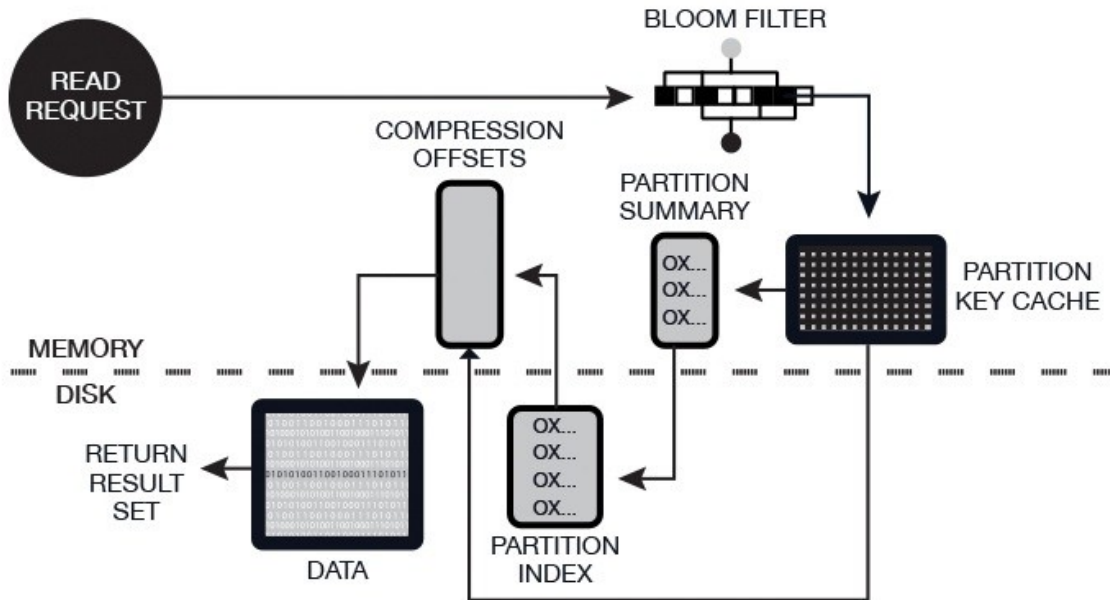 BLOOM FILTER
READ
REQUEST
COMPRESSION
OFFSETS
PARTITION
SUMMARY
OX...
OX...
OX...
PARTITION
KEY CACHE
MEMORY
DISK
RETURN
RESULT
SET
DATA
OX...
OX...
OX...
OX...
PARTITION
INDEX